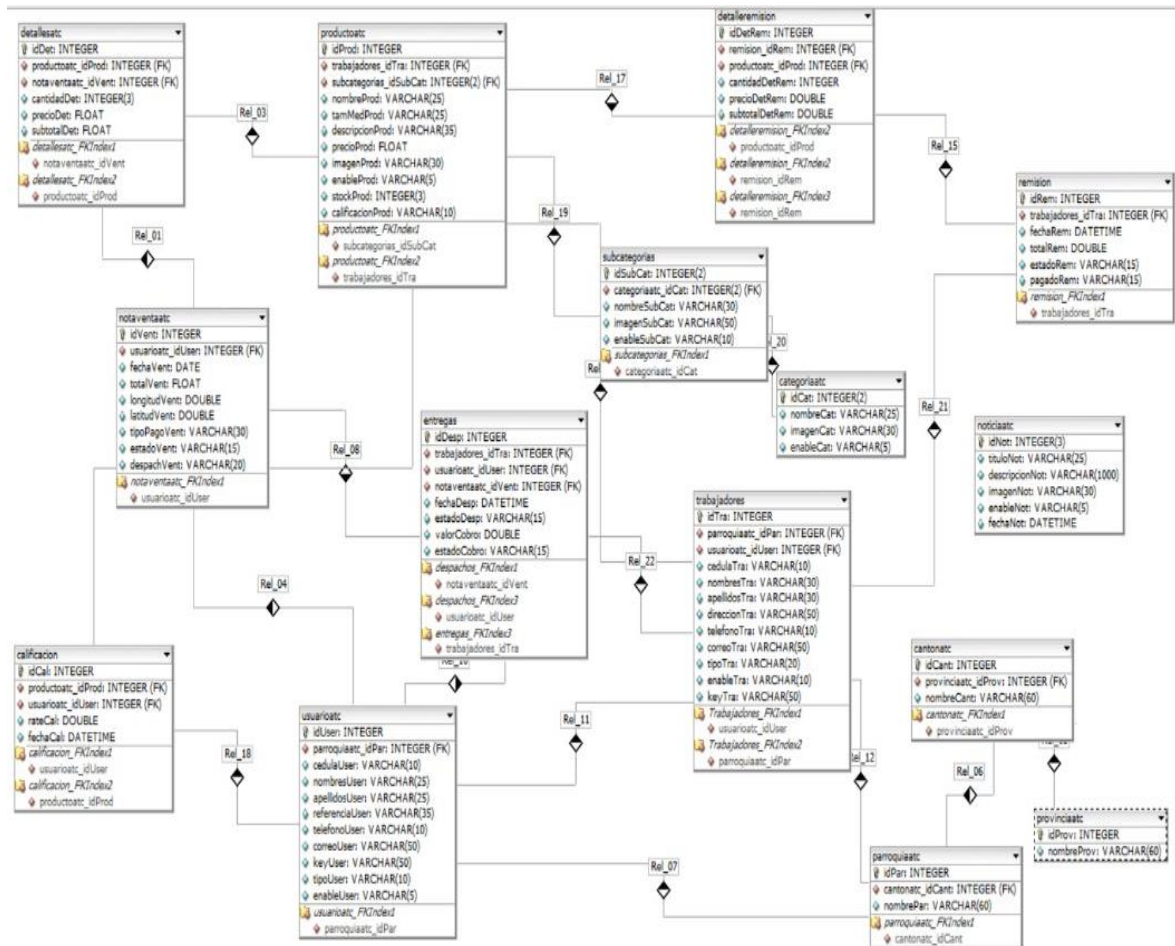 detallesatc
idDet: INTEGER
productoatc_idProd: INTEGER (FK)
notaventaatc_idVent: INTEGER (FK)
cantidadDet: INTEGER(3)
precioDet: FLOAT
subtotalDet: FLOAT
detallesatc_FKIndex1
notaventaatc_idVent
detallesatc_FKIndex2
productoatc_idProd
Rel_03
productoatc
idProd: INTEGER
trabajadores_idTra: INTEGER (FK)
subcategorias_idSubCat: INTEGER(2) (FK)
nombreProd: VARCHAR(25)
tamMedProd: VARCHAR(25)
descripcionProd: VARCHAR(35)
precioProd: FLOAT
imagenProd: VARCHAR(30)
enableProd: VARCHAR(5)
stockProd: INTEGER(3)
calificacionProd: VARCHAR(10)
productoatc_FKIndex1
subcategorias_idSubCat
productoatc_FKIndex2
trabajadores_idTra
Rel_17
detalleremision
idDetRem: INTEGER
remision_idRem: INTEGER (FK)
productoatc_idProd: INTEGER (FK)
cantidadDetRem: INTEGER
precioDetRem: DOUBLE
subtotalDetRem: DOUBLE
detalleremision_FKIndex2
productoatc_idProd
detalleremision_FKIndex2
remision_idRem
detalleremision_FKIndex3
remision_idRem
Rel_15
remision
idRem: INTEGER
trabajadores_idTra: INTEGER (FK)
fechaRem: DATETIME
totalRem: DOUBLE
estadoRem: VARCHAR(15)
pagadoRem: VARCHAR(15)
remision_FKIndex1
trabajadores_idTra
Rel_01
Rel_19
subcategorias
idSubCat: INTEGER(2)
categoriaatc_idCat: INTEGER(2) (FK)
nombreSubCat: VARCHAR(30)
imagenSubCat: VARCHAR(50)
enableSubCat: VARCHAR(10)
subcategorias_FKIndex1
categoriaatc_idCat
categoriaatc
idCat: INTEGER(2)
nombreCat: VARCHAR(25)
imagenCat: VARCHAR(30)
enableCat: VARCHAR(5)
Rel_21
noticiaatc
idNot: INTEGER(3)
tituloNot: VARCHAR(25)
descripcionNot: VARCHAR(1000)
imagenNot: VARCHAR(30)
enableNot: VARCHAR(5)
fechaNot: DATETIME
notaventaatc
idVent: INTEGER
usuarioatc_idUser: INTEGER (FK)
fechaVent: DATE
totalVent: FLOAT
longitudVent: DOUBLE
latitudVent: DOUBLE
tipoPagoVent: VARCHAR(30)
estadoVent: VARCHAR(15)
despachVent: VARCHAR(20)
notaventaatc_FKIndex1
usuarioatc_idUser
Rel_08
entregas
idDesp: INTEGER
trabajadores_idTra: INTEGER (FK)
usuarioatc_idUser: INTEGER (FK)
notaventaatc_idVent: INTEGER (FK)
fechaDesp: DATETIME
estadoDesp: VARCHAR(15)
valorCobro: DOUBLE
estadoCobro: VARCHAR(15)
despachos_FKIndex1
notaventaatc_idVent
despachos_FKIndex3
usuarioatc_idUser
entregas_FKIndex3
trabajadores_idTra
Rel_22
trabajadores
idTra: INTEGER
parroquiaatc_idPar: INTEGER (FK)
usuarioatc_idUser: INTEGER (FK)
cedulaTra: VARCHAR(10)
nombresTra: VARCHAR(30)
apellidosTra: VARCHAR(30)
direccionTra: VARCHAR(50)
telefonoTra: VARCHAR(10)
correoTra: VARCHAR(50)
tipoTra: VARCHAR(20)
enableTra: VARCHAR(10)
keyTra: VARCHAR(50)
Trabajadores_FKIndex1
usuarioatc_idUser
Trabajadores_FKIndex2
parroquiaatc_idPar
Rel_04
calificacion
idCal: INTEGER
productoatc_idProd: INTEGER (FK)
usuarioatc_idUser: INTEGER (FK)
rateCal: DOUBLE
fechaCal: DATETIME
calificacion_FKIndex1
usuarioatc_idUser
calificacion_FKIndex2
productoatc_idProd
Rel_18
usuarioatc
idUser: INTEGER
parroquiaatc_idPar: INTEGER (FK)
cedulaUser: VARCHAR(10)
nombresUser: VARCHAR(25)
apellidosUser: VARCHAR(25)
referenciaUser: VARCHAR(35)
telefonoUser: VARCHAR(10)
correoUser: VARCHAR(50)
keyUser: VARCHAR(50)
tipoUser: VARCHAR(10)
enableUser: VARCHAR(5)
usuarioatc_FKIndex1
parroquiaatc_idPar
Rel_11
Rel_12
cantonatc
idCant: INTEGER
provinciaatc_idProv: INTEGER (FK)
nombreCant: VARCHAR(60)
cantonatc_FKIndex1
provinciaatc_idProv
Rel_06
provinciaatc
idProv: INTEGER
nombreProv: VARCHAR(60)
Rel_07
parroquiaatc
idPar: INTEGER
cantonatc_idCant: INTEGER (FK)
nombrePar: VARCHAR(60)
parroquiaatc_FKIndex1
cantonatc_idCant